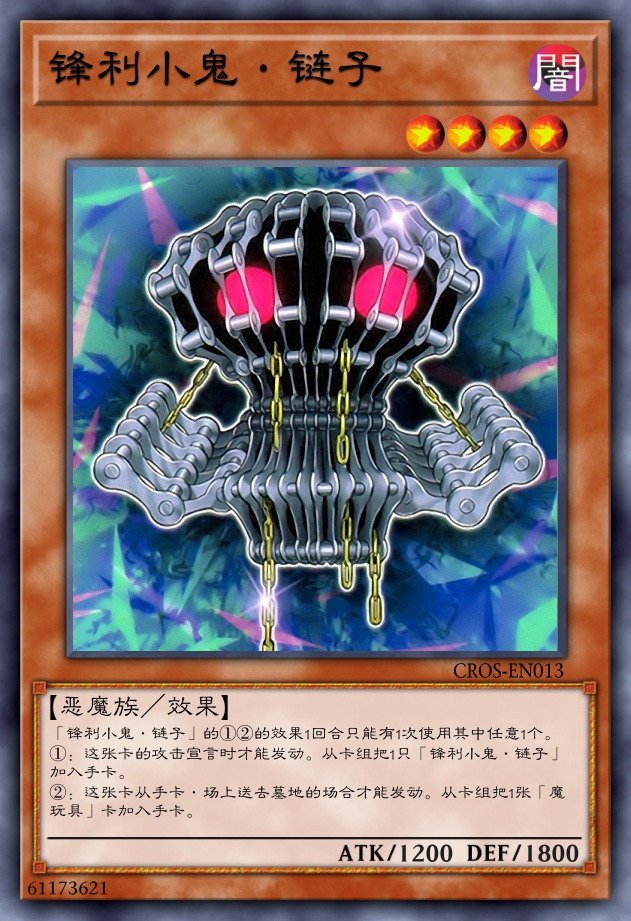 锋利小鬼·链子
闇
CROS-EN013
【恶魔族／效果】
「锋利小鬼·链子」的①②的效果1回合只能有1次使用其中任意1个。
①：这张卡的攻击宣言时才能发动。从卡组把1只「锋利小鬼·链子」
加入手卡。
②：这张卡从手卡·场上送去墓地的场合才能发动。从卡组把1张「魔
玩具」卡加入手卡。
ATK/1200 DEF/1800
61173621